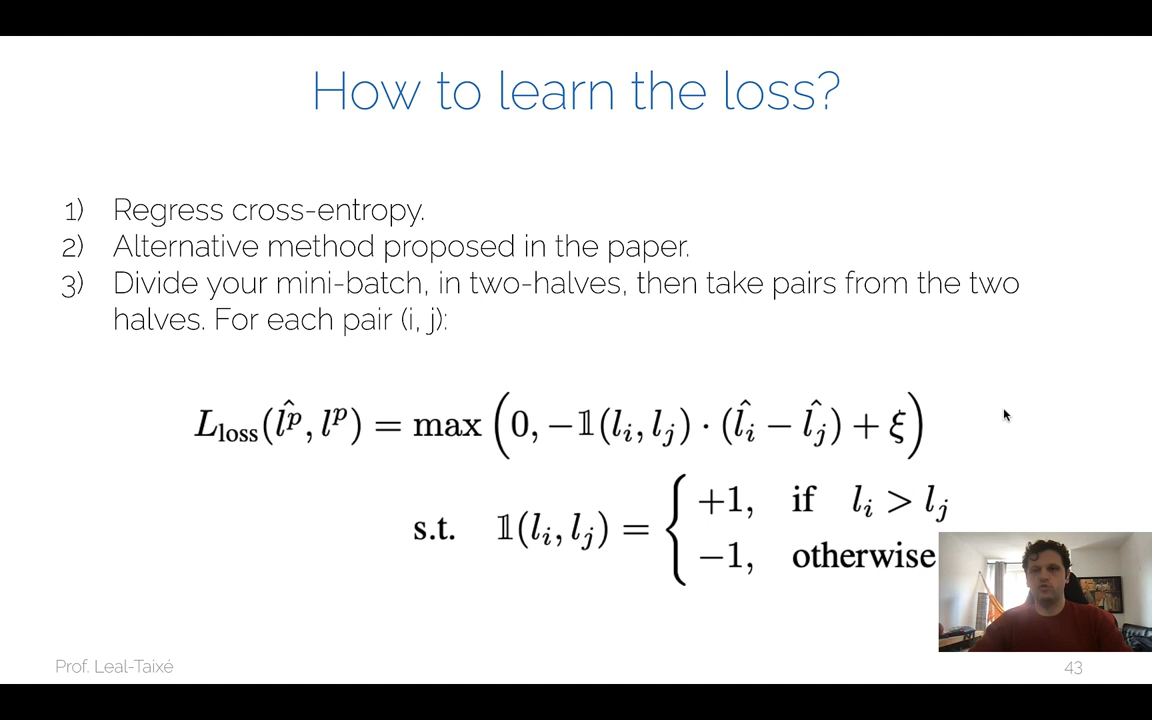 How to learn the loss?
1) Regress cross-entropy.
2) Alternative method proposed in the paper.
3) Divide your mini-batch, in two-halves, then take pairs from the two
halves. For each pair (i, j):
L_loss(l̂^p, l^p) = max(0, −𝟙(l_i, l_j) · (l̂_i − l̂_j) + ξ)
s.t. 𝟙(l_i, l_j) = { +1, if l_i > l_j
−1, otherwise
Prof. Leal-Taixé
43